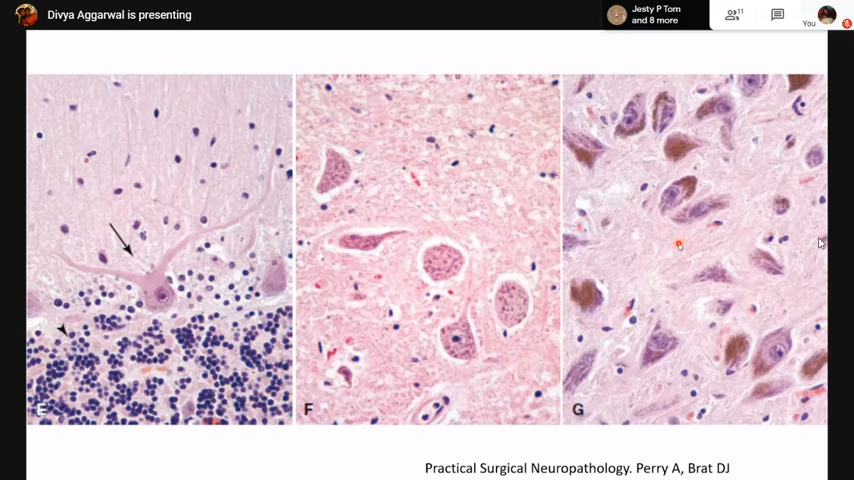 Divya Aggarwal is presenting
Jesty P Tom
and 8 more
11
You
E
F
G
Practical Surgical Neuropathology. Perry A, Brat DJ